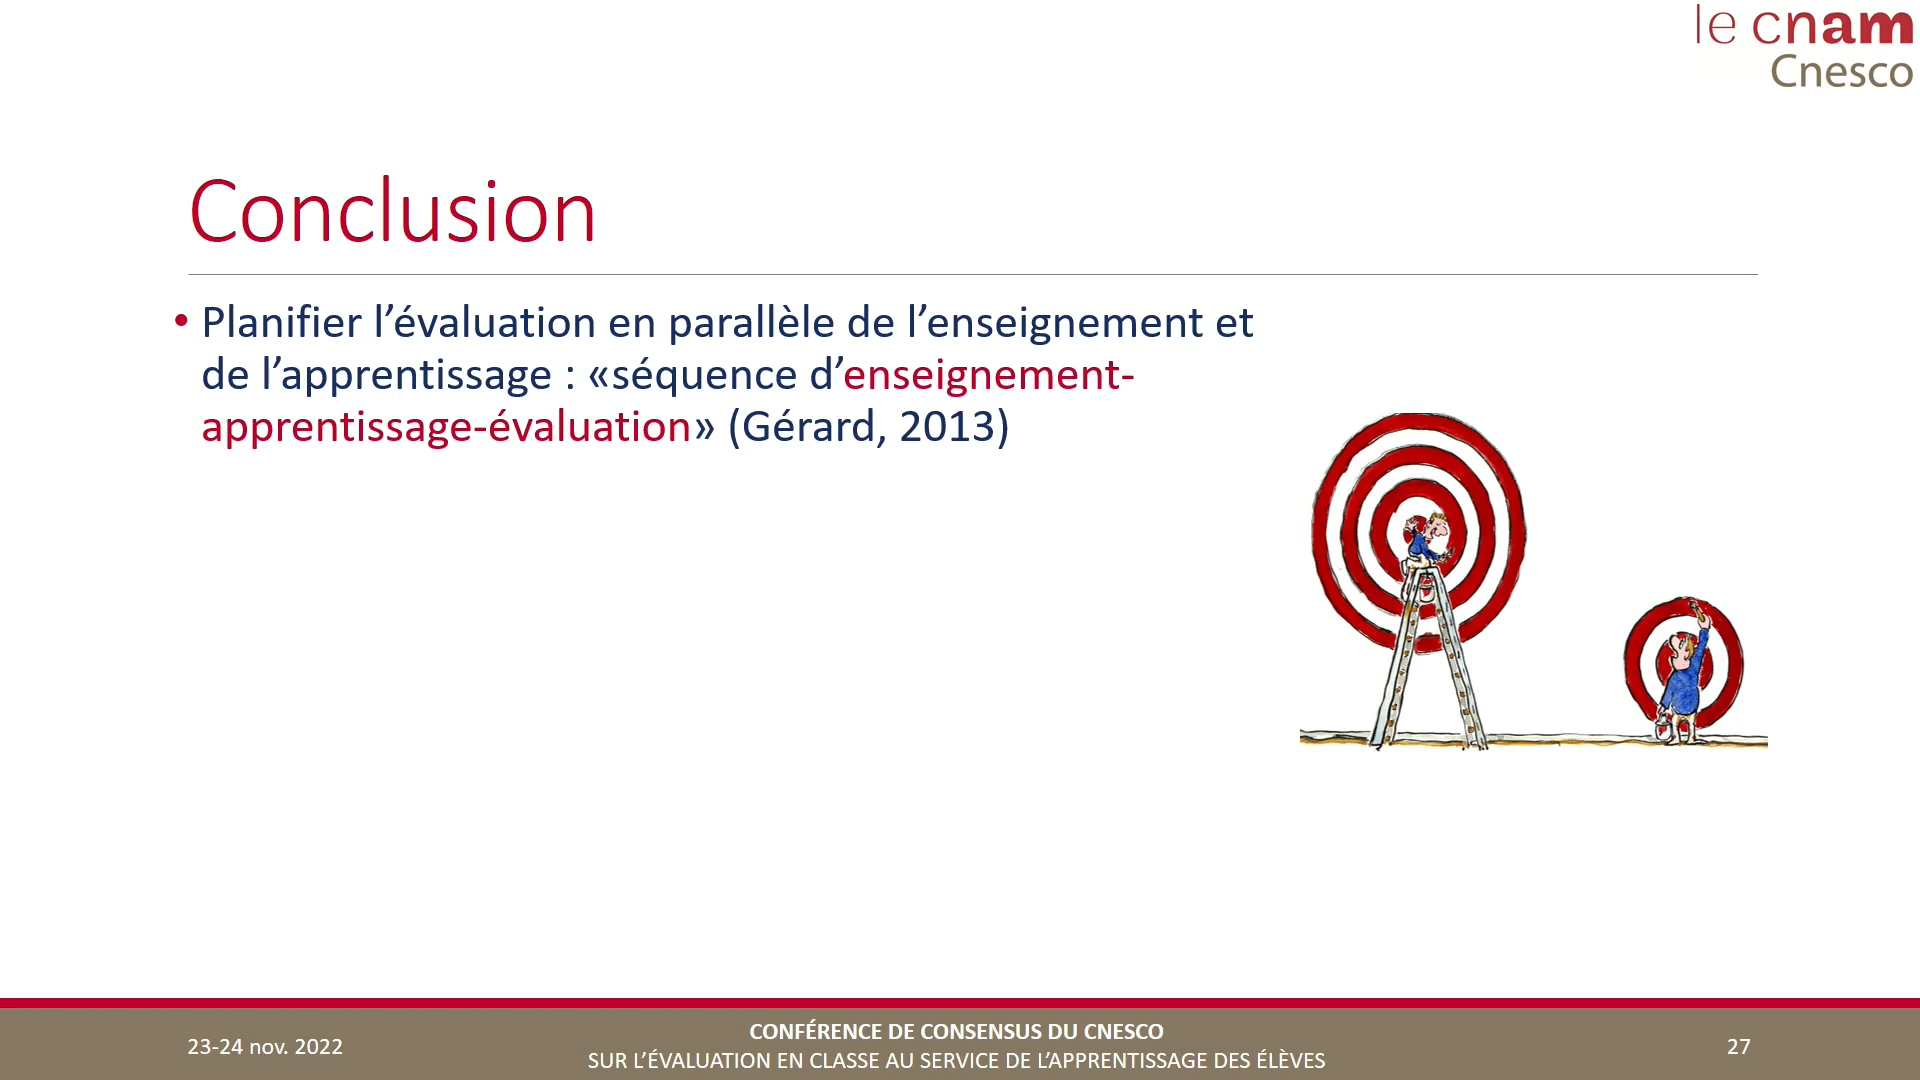 le cnam
Cnesco
Conclusion
• Planifier l’évaluation en parallèle de l’enseignement et
de l’apprentissage : «séquence d’enseignement-
apprentissage-évaluation» (Gérard, 2013)
23-24 nov. 2022
CONFÉRENCE DE CONSENSUS DU CNESCO
SUR L’ÉVALUATION EN CLASSE AU SERVICE DE L’APPRENTISSAGE DES ÉLÈVES
27